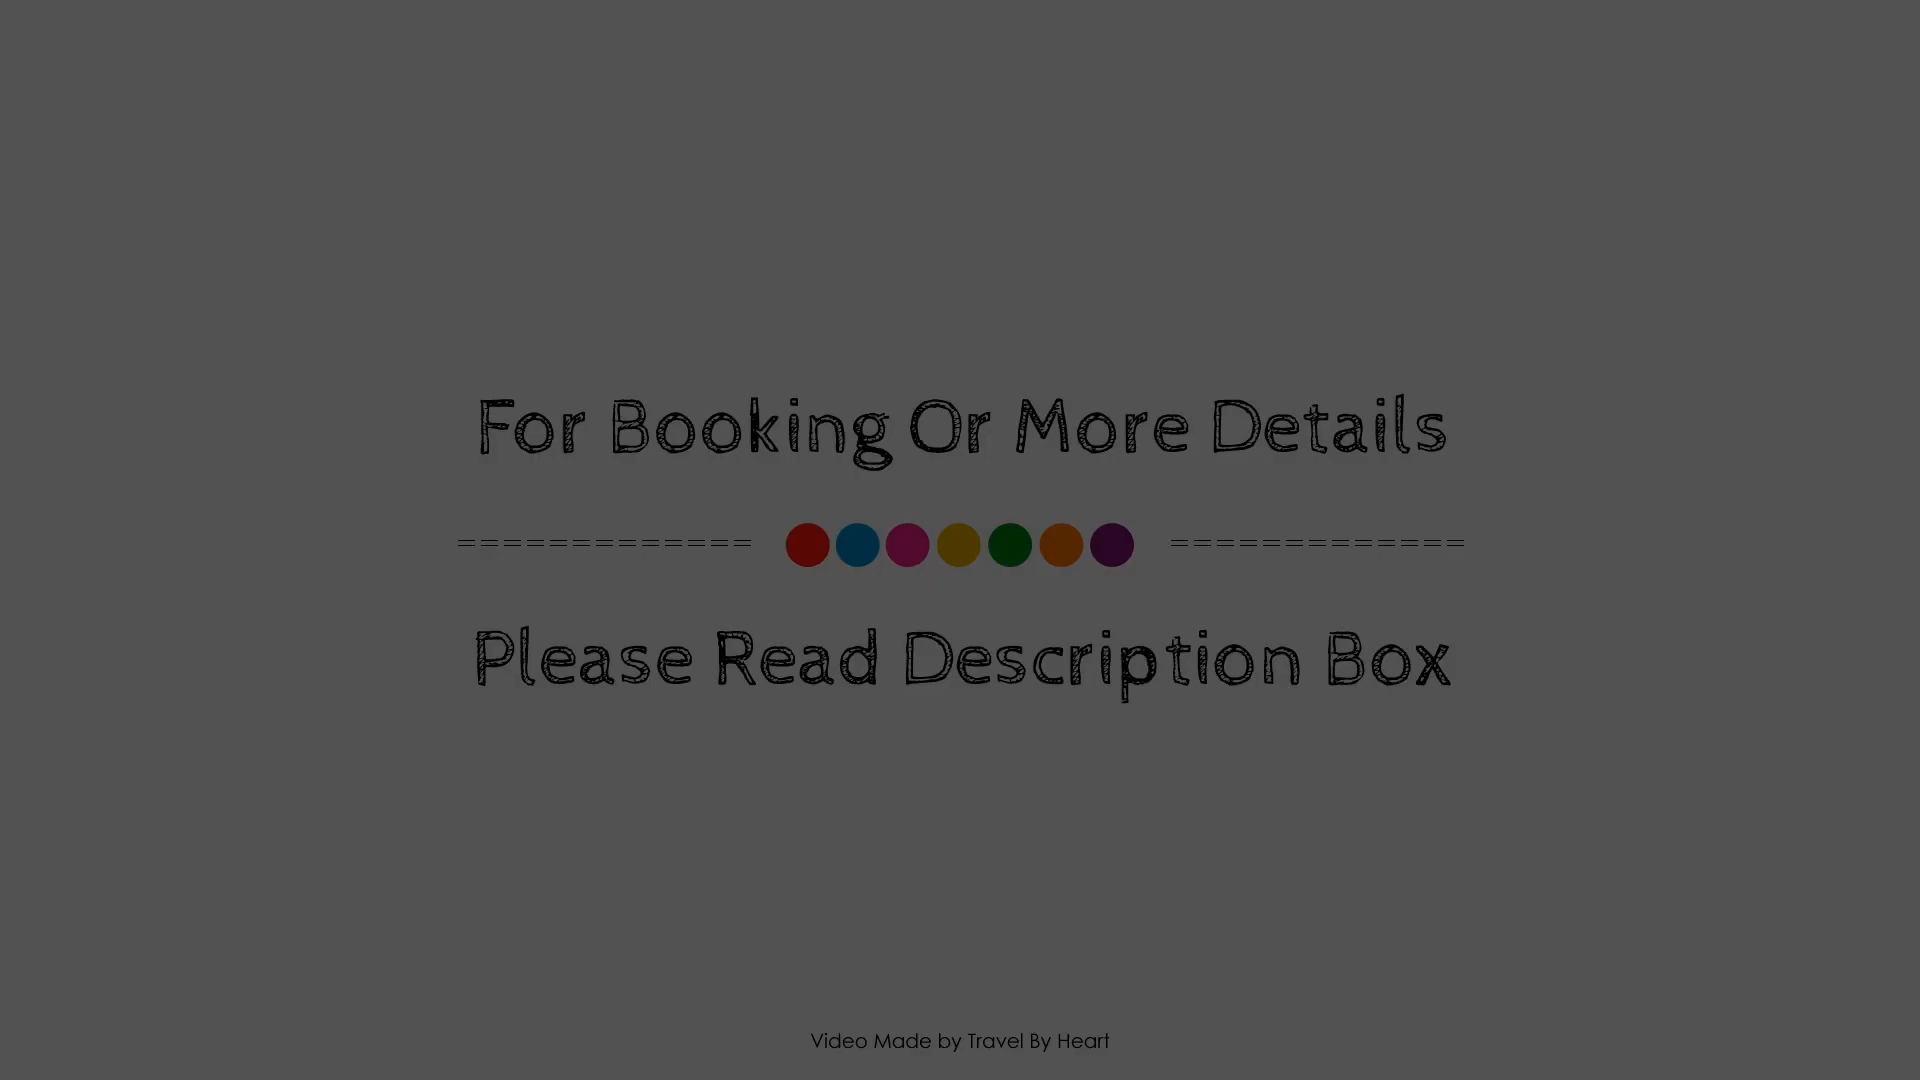 For Booking Or More Details
============= =============
Please Read Description Box
Video Made by Travel By Heart